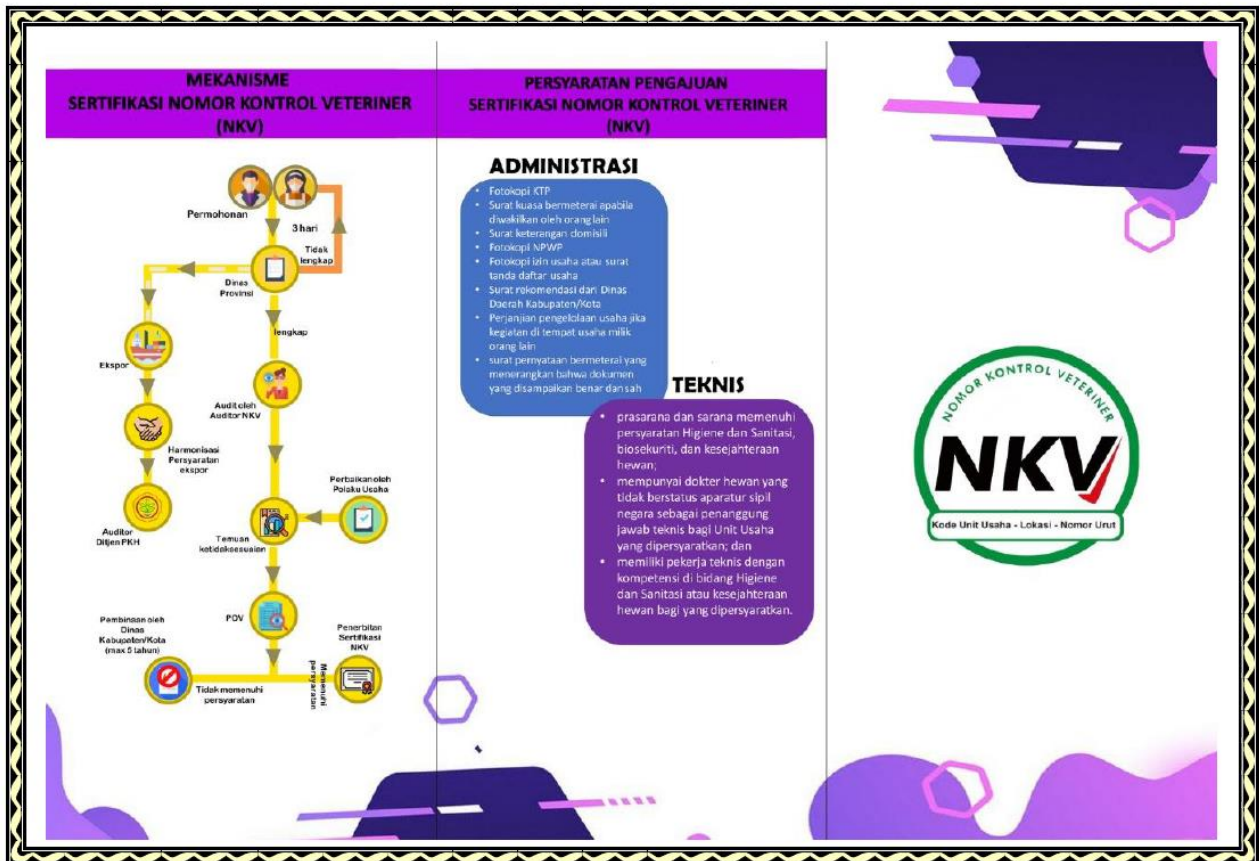 MEKANISME
SERTIFIKASI NOMOR KONTROL VETERINER
(NKV)
Permohonan
3 hari
Tidak
lengkap
Dinas
Provinsi
lengkap
Ekspor
Audit oleh
Auditor NKV
Harmonisasi
Persyaratan
ekspor
Perbaikan oleh
Pelaku Usaha
Auditor
Ditjen PKH
Temuan
ketidaksesuaian
POV
Pembinaan oleh
Dinas
Kabupaten/Kota
(max 5 tahun)
Penerbitan
Sertifikasi
NKV
Tidak memenuhi
persyaratan
Memenuhi
persyaratan
PERSYARATAN PENGAJUAN
SERTIFIKASI NOMOR KONTROL VETERINER
(NKV)
ADMINISTRASI
• Fotokopi KTP
• Surat kuasa bermeterai apabila
diwakilkan oleh orang lain
• Surat keterangan domisili
• Fotokopi NPWP
• Fotokopi izin usaha atau surat
tanda daftar usaha
• Surat rekomendasi dari Dinas
Daerah Kabupaten/Kota
• Perjanjian pengelolaan usaha jika
kegiatan di tempat usaha milik
orang lain
• surat pernyataan bermeterai yang
menerangkan bahwa dokumen
yang disampaikan benar dan sah
TEKNIS
• prasarana dan sarana memenuhi
persyaratan Higiene dan Sanitasi,
biosekuriti, dan kesejahteraan
hewan;
• mempunyai dokter hewan yang
tidak berstatus aparatur sipil
negara sebagai penanggung
jawab teknis bagi Unit Usaha
yang dipersyaratkan; dan
• memiliki pekerja teknis dengan
kompetensi di bidang Higiene
dan Sanitasi atau kesejahteraan
hewan bagi yang dipersyaratkan.
NOMOR KONTROL VETERINER
NKV
Kode Unit Usaha - Lokasi - Nomor Urut